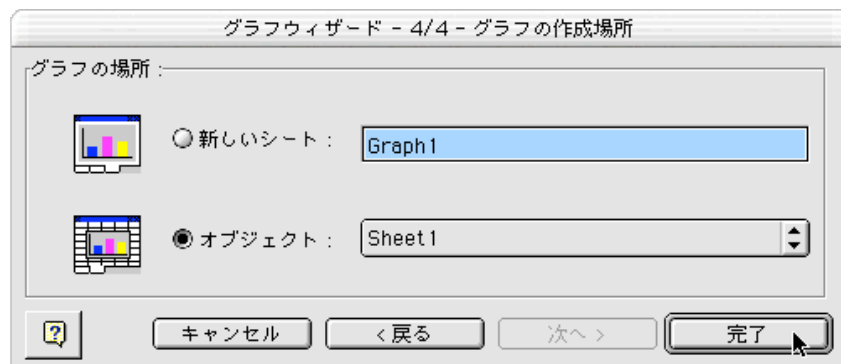 グラフウィザード - 4/4 - グラフの作成場所
グラフの場所 :
新しいシート : Graph1
オブジェクト : Sheet1
? キャンセル < 戻る 次へ > 完了